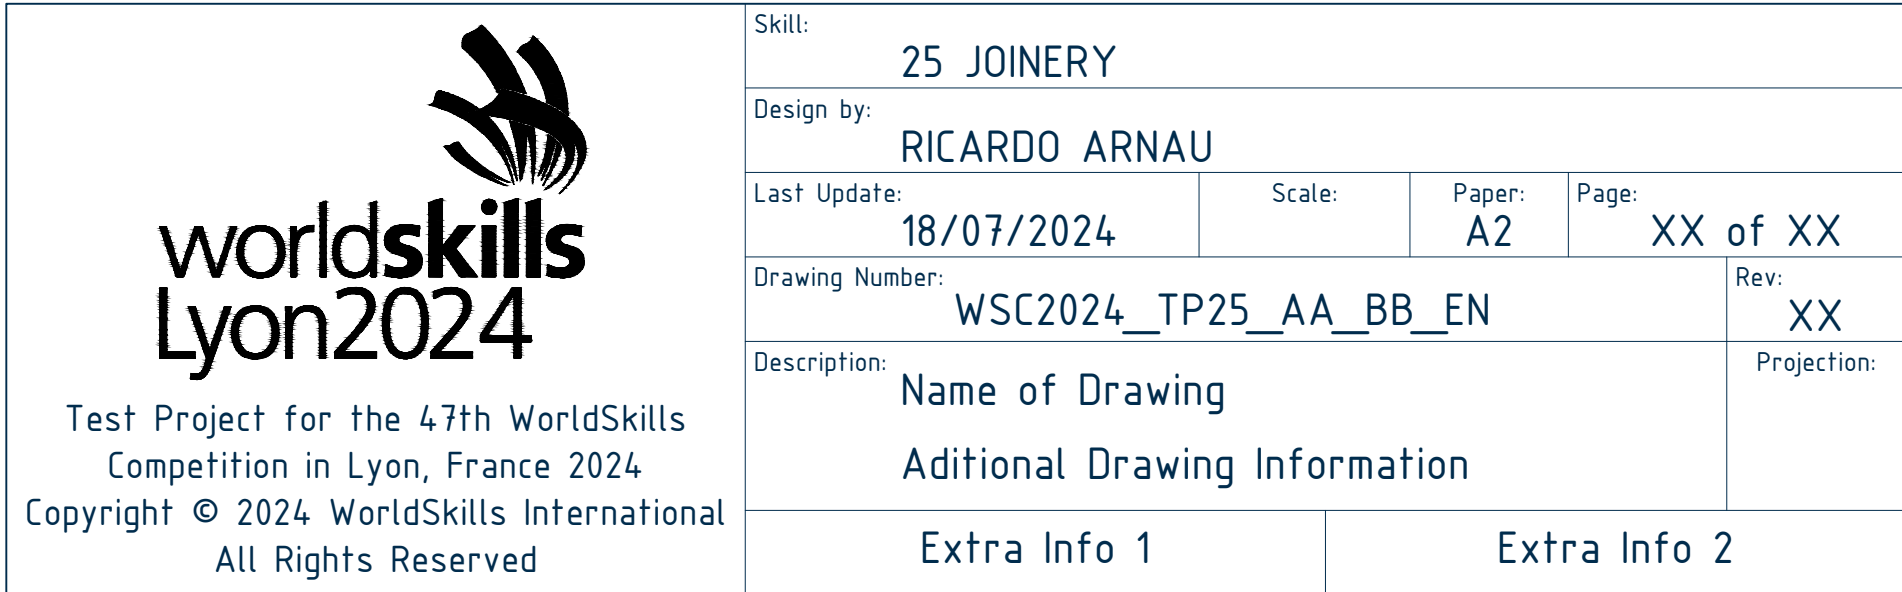 worldskills
Lyon2024
Test Project for the 47th WorldSkills
Competition in Lyon, France 2024
Copyright © 2024 WorldSkills International
All Rights Reserved
Skill:
25 JOINERY
Design by:
RICARDO ARNAU
Last Update:
18/07/2024
Scale:
Paper:
A2
Page:
XX of XX
Drawing Number:
WSC2024_TP25_AA_BB_EN
Rev:
XX
Description:
Name of Drawing
Aditional Drawing Information
Projection:
Extra Info 1
Extra Info 2